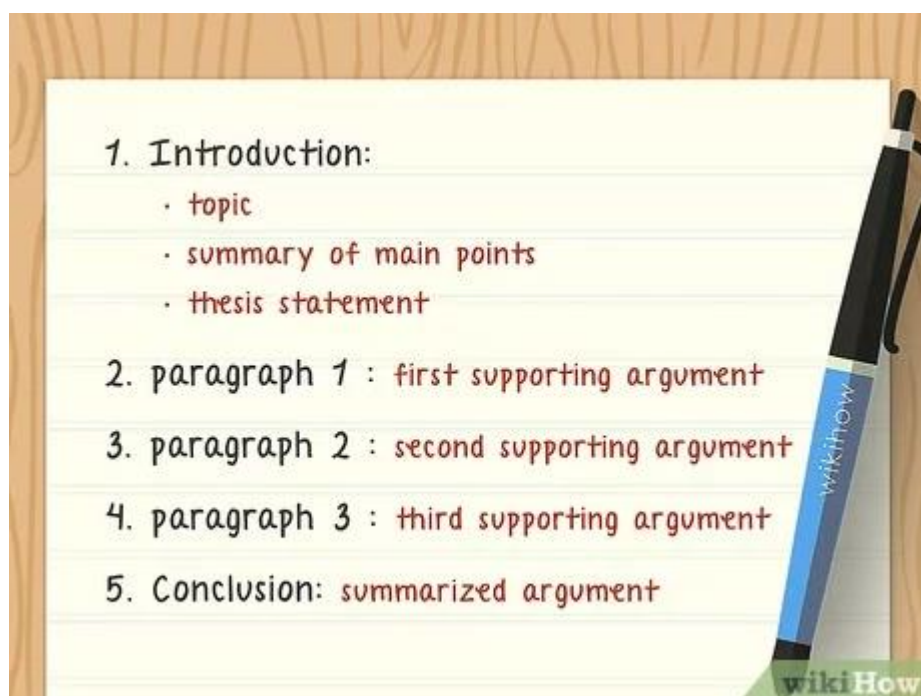 1. Introduction:
· topic
· summary of main points
· thesis statement
2. paragraph 1 : first supporting argument
3. paragraph 2 : second supporting argument
4. paragraph 3 : third supporting argument
5. Conclusion: summarized argument
wikihow
wikiHow